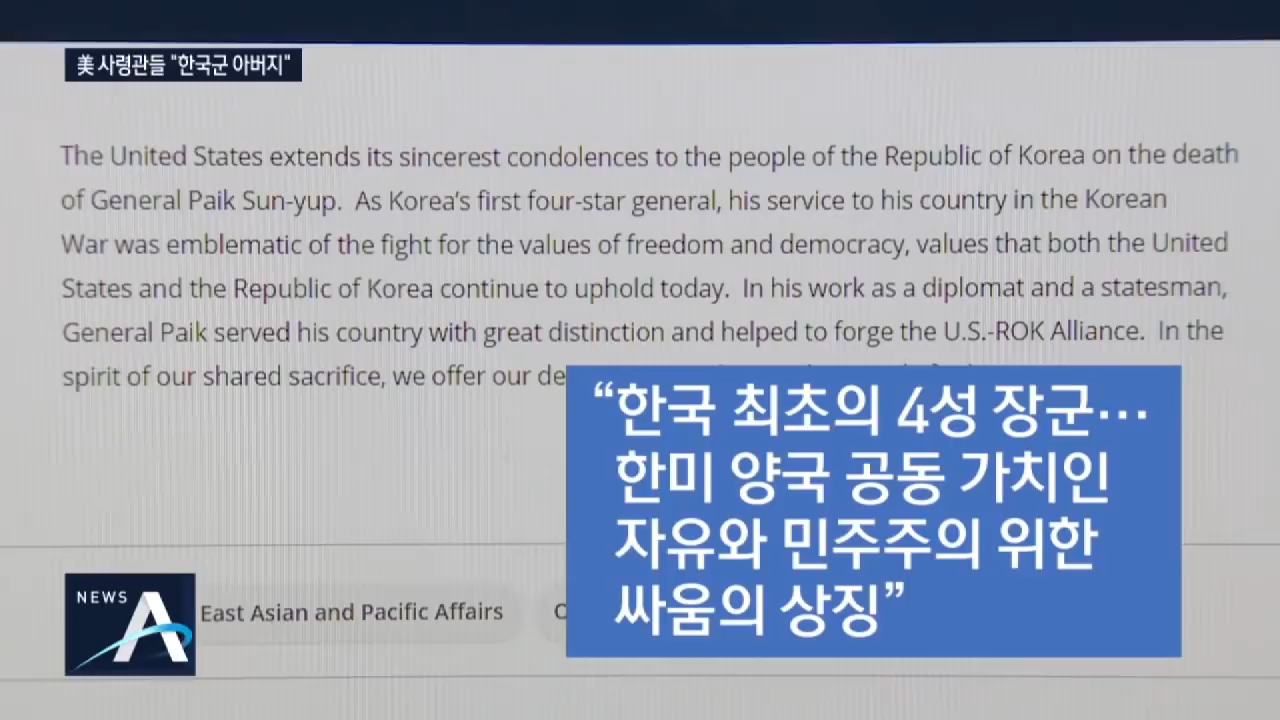 美 사령관들 "한국군 아버지"
The United States extends its sincerest condolences to the people of the Republic of Korea on the death
of General Paik Sun-yup. As Korea's first four-star general, his service to his country in the Korean
War was emblematic of the fight for the values of freedom and democracy, values that both the United
States and the Republic of Korea continue to uphold today. In his work as a diplomat and a statesman,
General Paik served his country with great distinction and helped to forge the U.S.-ROK Alliance. In the
spirit of our shared sacrifice, we offer our
“한국 최초의 4성 장군…
한미 양국 공동 가치인
자유와 민주주의 위한
싸움의 상징”
NEWS A
East Asian and Pacific Affairs